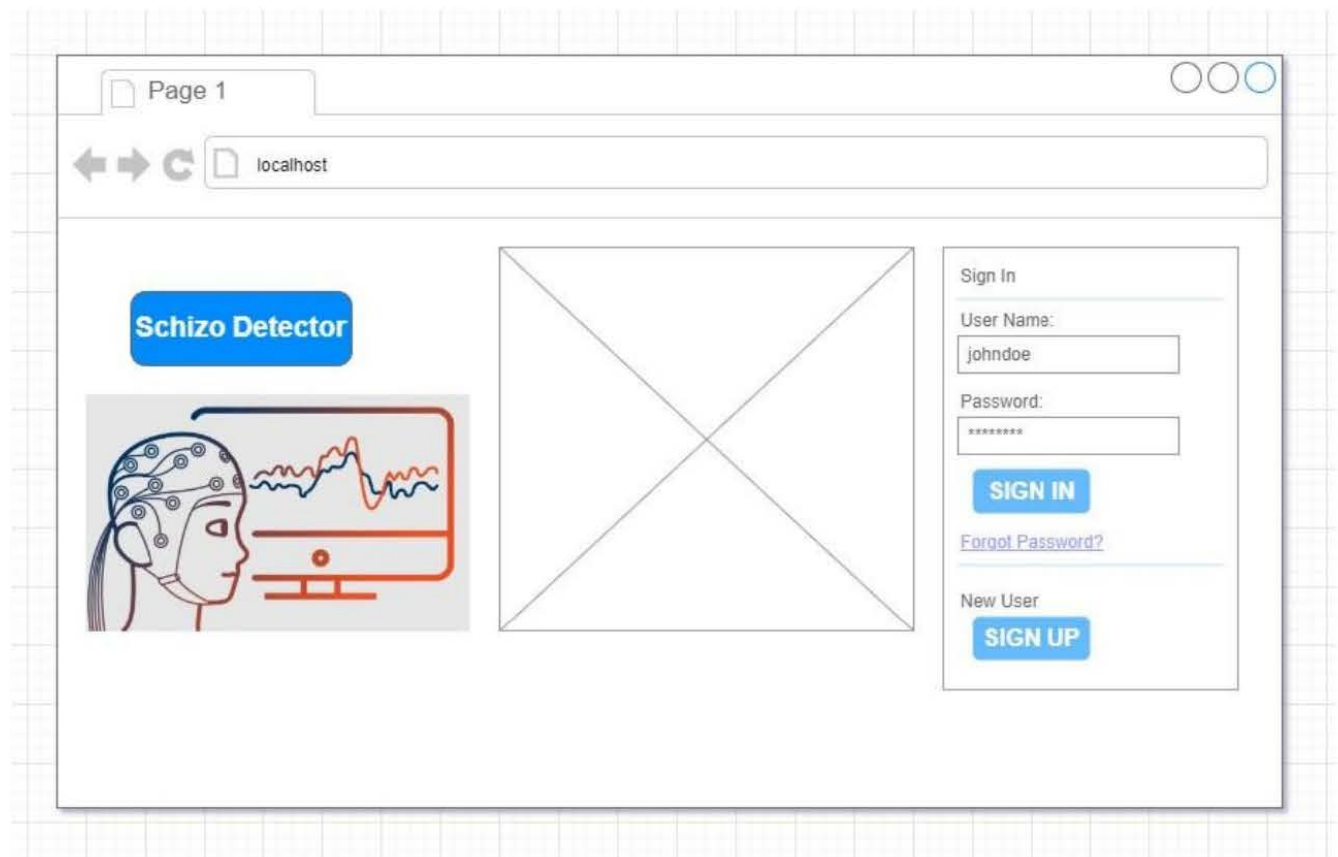 Page 1
localhost
Schizo Detector
Sign In
User Name:
johndoe
Password:
********
SIGN IN
Forgot Password?
New User
SIGN UP